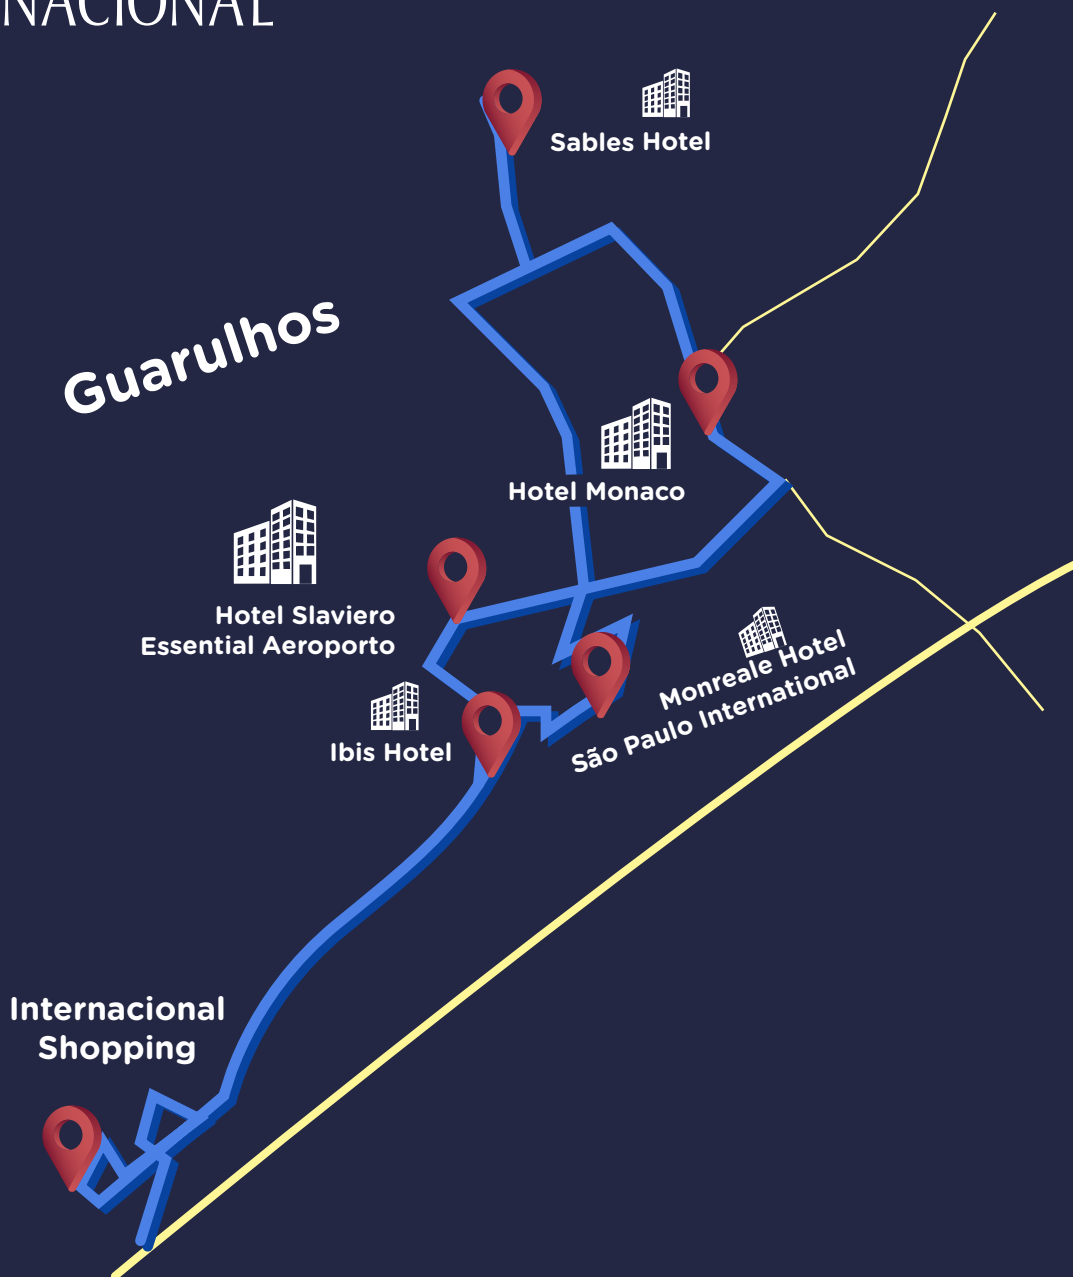 NACIONAL
Sables Hotel
Guarulhos
Hotel Monaco
Hotel Slaviero
Essential Aeroporto
Monreale Hotel
São Paulo International
Ibis Hotel
Internacional
Shopping